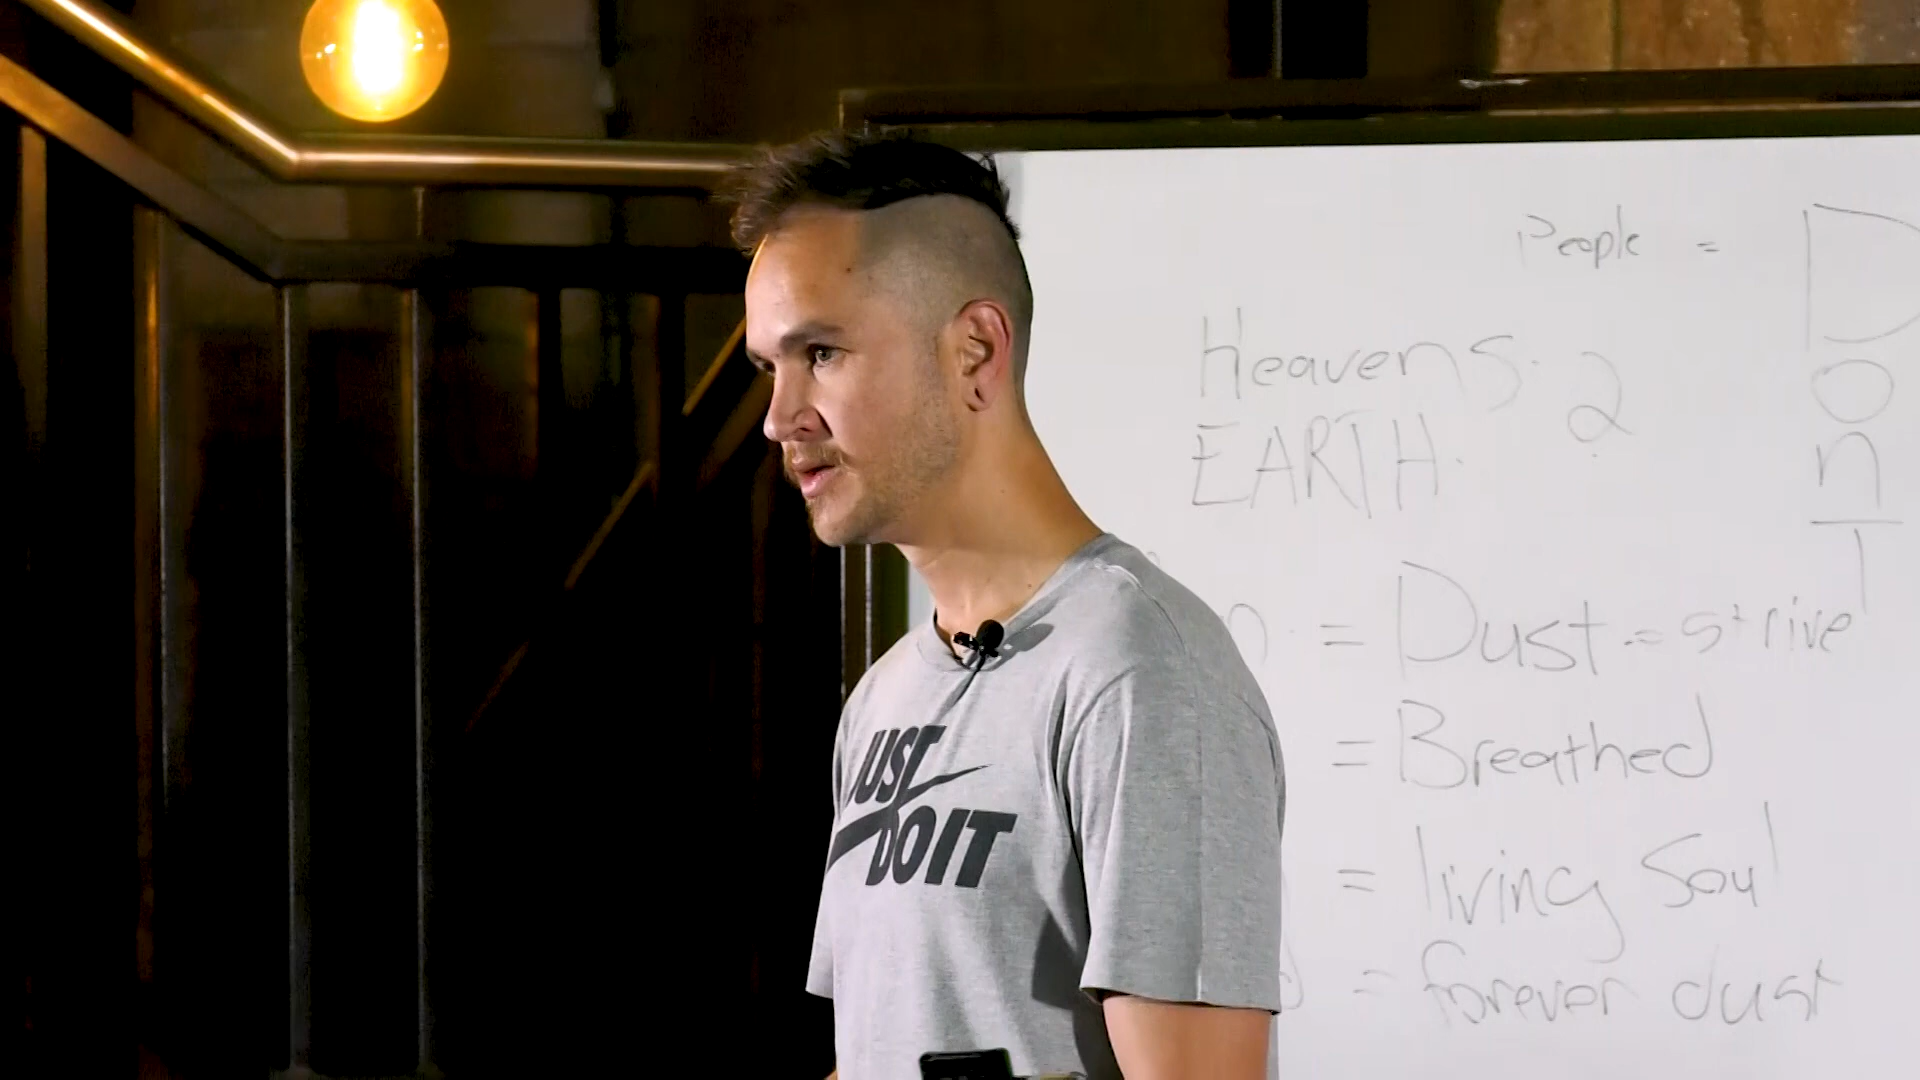 People = D
o
n
T
Heavens. 2
EARTH.
n. = Dust = strive
= Breathed
= living Soul
= forever dust
JUST
DO IT